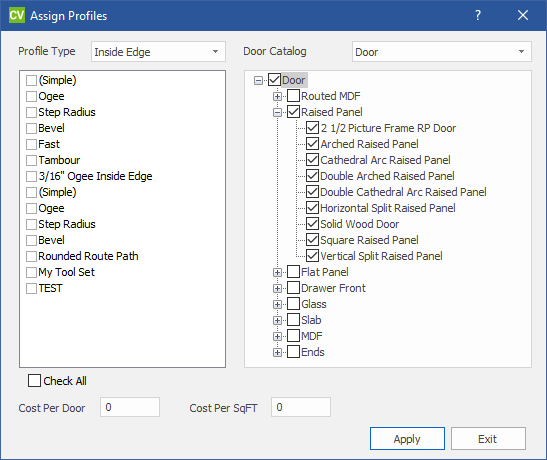 CV Assign Profiles ?
Profile Type Inside Edge Door Catalog Door
(Simple)
Ogee
Step Radius
Bevel
Fast
Tambour
3/16" Ogee Inside Edge
(Simple)
Ogee
Step Radius
Bevel
Rounded Route Path
My Tool Set
TEST
Door
Routed MDF
Raised Panel
2 1/2 Picture Frame RP Door
Arched Raised Panel
Cathedral Arc Raised Panel
Double Arched Raised Panel
Double Cathedral Arc Raised Panel
Horizontal Split Raised Panel
Solid Wood Door
Square Raised Panel
Vertical Split Raised Panel
Flat Panel
Drawer Front
Glass
Slab
MDF
Ends
Check All
Cost Per Door 0 Cost Per SqFT 0
Apply Exit